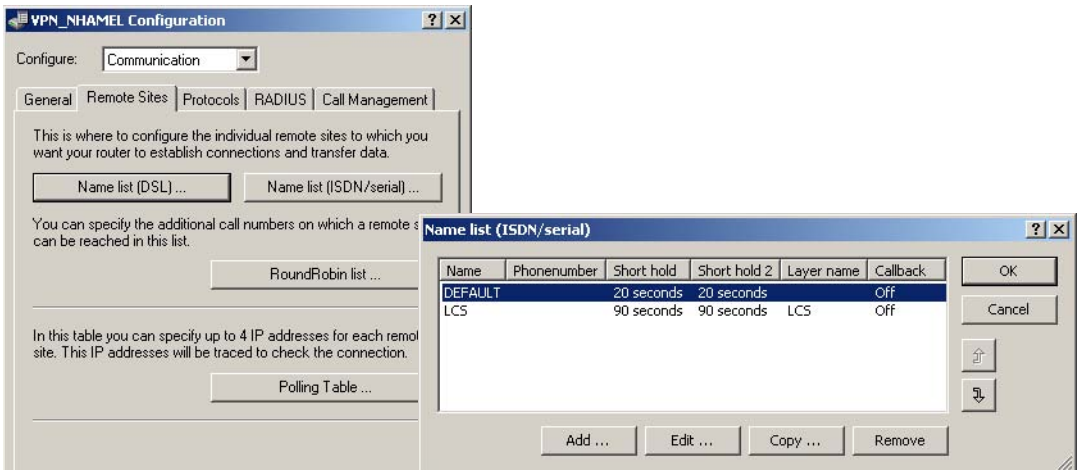 VPN_NHAMEL Configuration
Configure: Communication
General Remote Sites Protocols RADIUS Call Management
This is where to configure the individual remote sites to which you
want your router to establish connections and transfer data.
Name list (DSL) ... Name list (ISDN/serial) ...
You can specify the additional call numbers on which a remote s
can be reached in this list.
RoundRobin list ...
In this table you can specify up to 4 IP addresses for each remot
site. This IP addresses will be traced to check the connection.
Polling Table ...
Name list (ISDN/serial)
Name Phonenumber Short hold Short hold 2 Layer name Callback
DEFAULT 20 seconds 20 seconds Off
LCS 90 seconds 90 seconds LCS Off
OK
Cancel
Add ... Edit ... Copy ... Remove